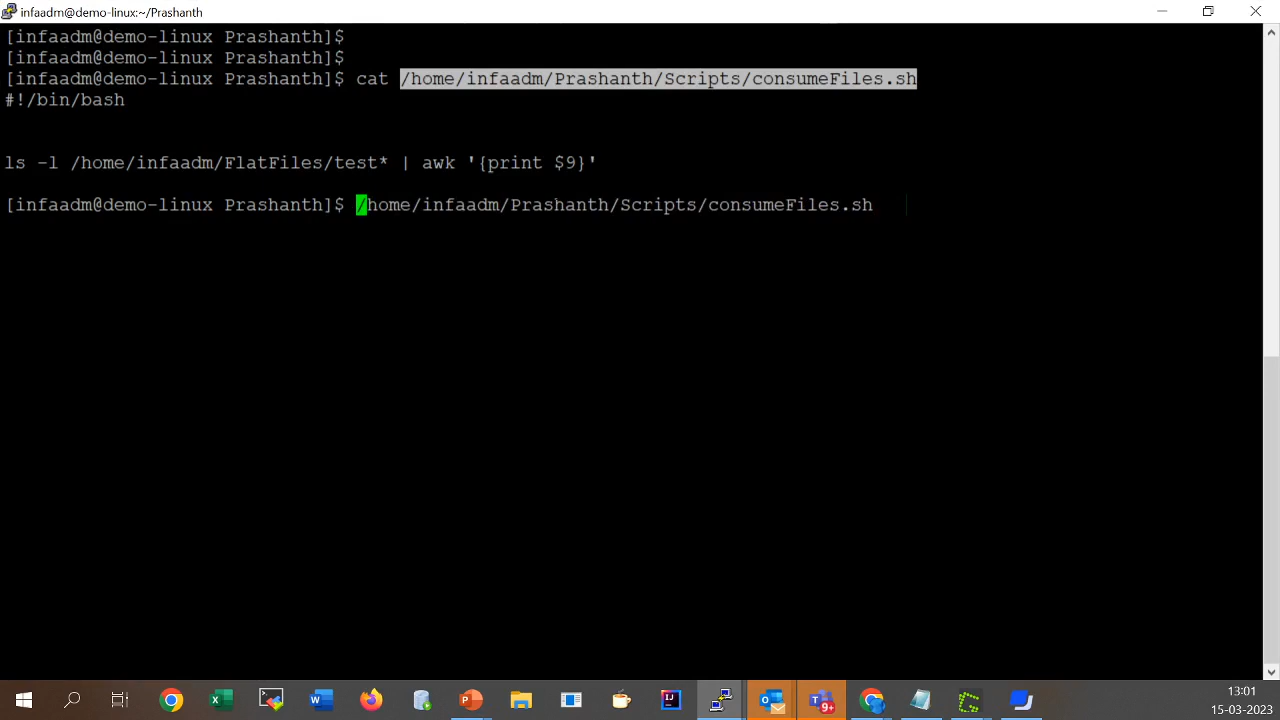 infaadm@demo-linux:~/Prashanth
[infaadm@demo-linux Prashanth]$
[infaadm@demo-linux Prashanth]$
[infaadm@demo-linux Prashanth]$ cat /home/infaadm/Prashanth/Scripts/consumeFiles.sh
#!/bin/bash
ls -l /home/infaadm/FlatFiles/test* | awk '{print $9}'
[infaadm@demo-linux Prashanth]$ /home/infaadm/Prashanth/Scripts/consumeFiles.sh
9+
13:01
15-03-2023